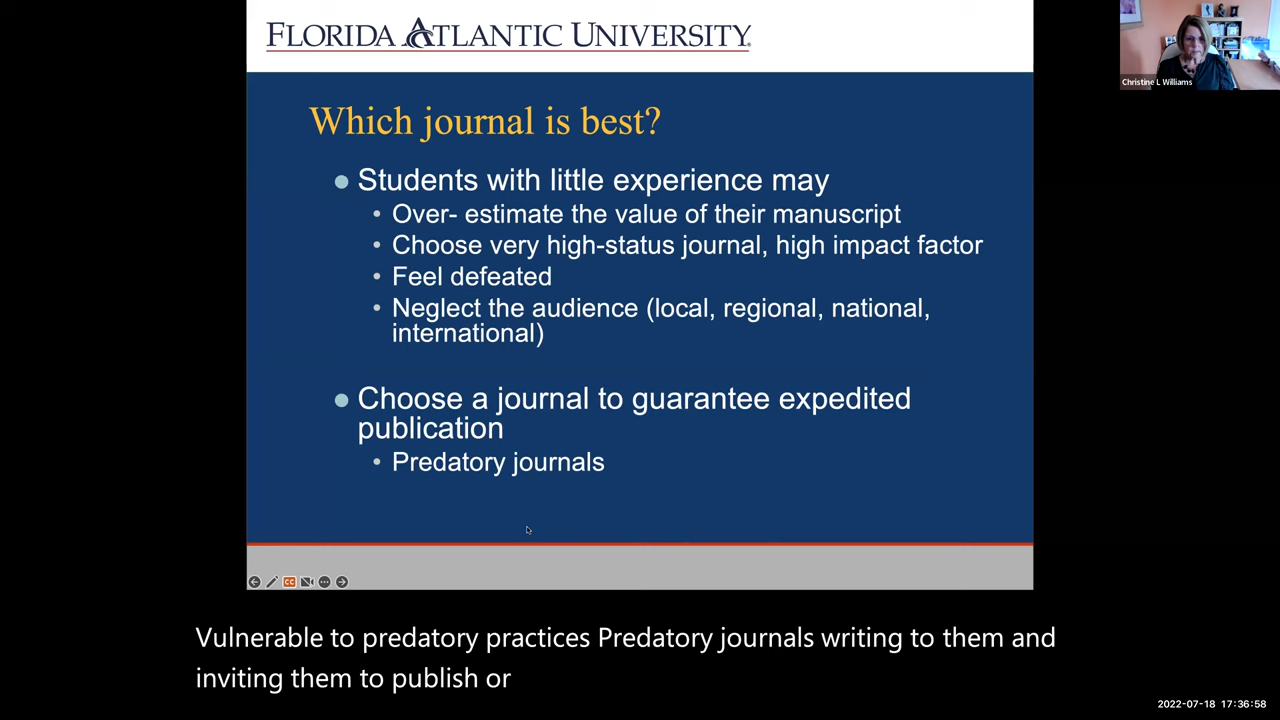 FLORIDA ATLANTIC UNIVERSITY
Christine L Williams
Which journal is best?
Students with little experience may
Over- estimate the value of their manuscript
Choose very high-status journal, high impact factor
Feel defeated
Neglect the audience (local, regional, national,
international)
Choose a journal to guarantee expedited
publication
Predatory journals
CC
Vulnerable to predatory practices Predatory journals writing to them and
inviting them to publish or
2022-07-18 17:36:58